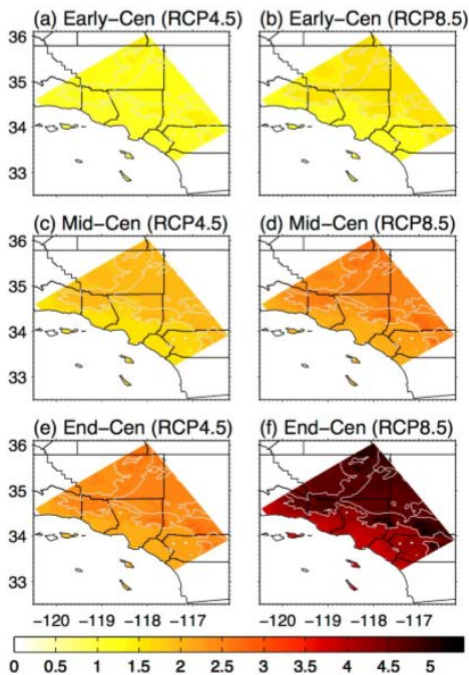 (a) Early-Cen (RCP4.5) (b) Early-Cen (RCP8.5)
36
35
34
33
(c) Mid-Cen (RCP4.5) (d) Mid-Cen (RCP8.5)
36
35
34
33
(e) End-Cen (RCP4.5) (f) End-Cen (RCP8.5)
36
35
34
33
-120 -119 -118 -117 -120 -119 -118 -117
0 0.5 1 1.5 2 2.5 3 3.5 4 4.5 5